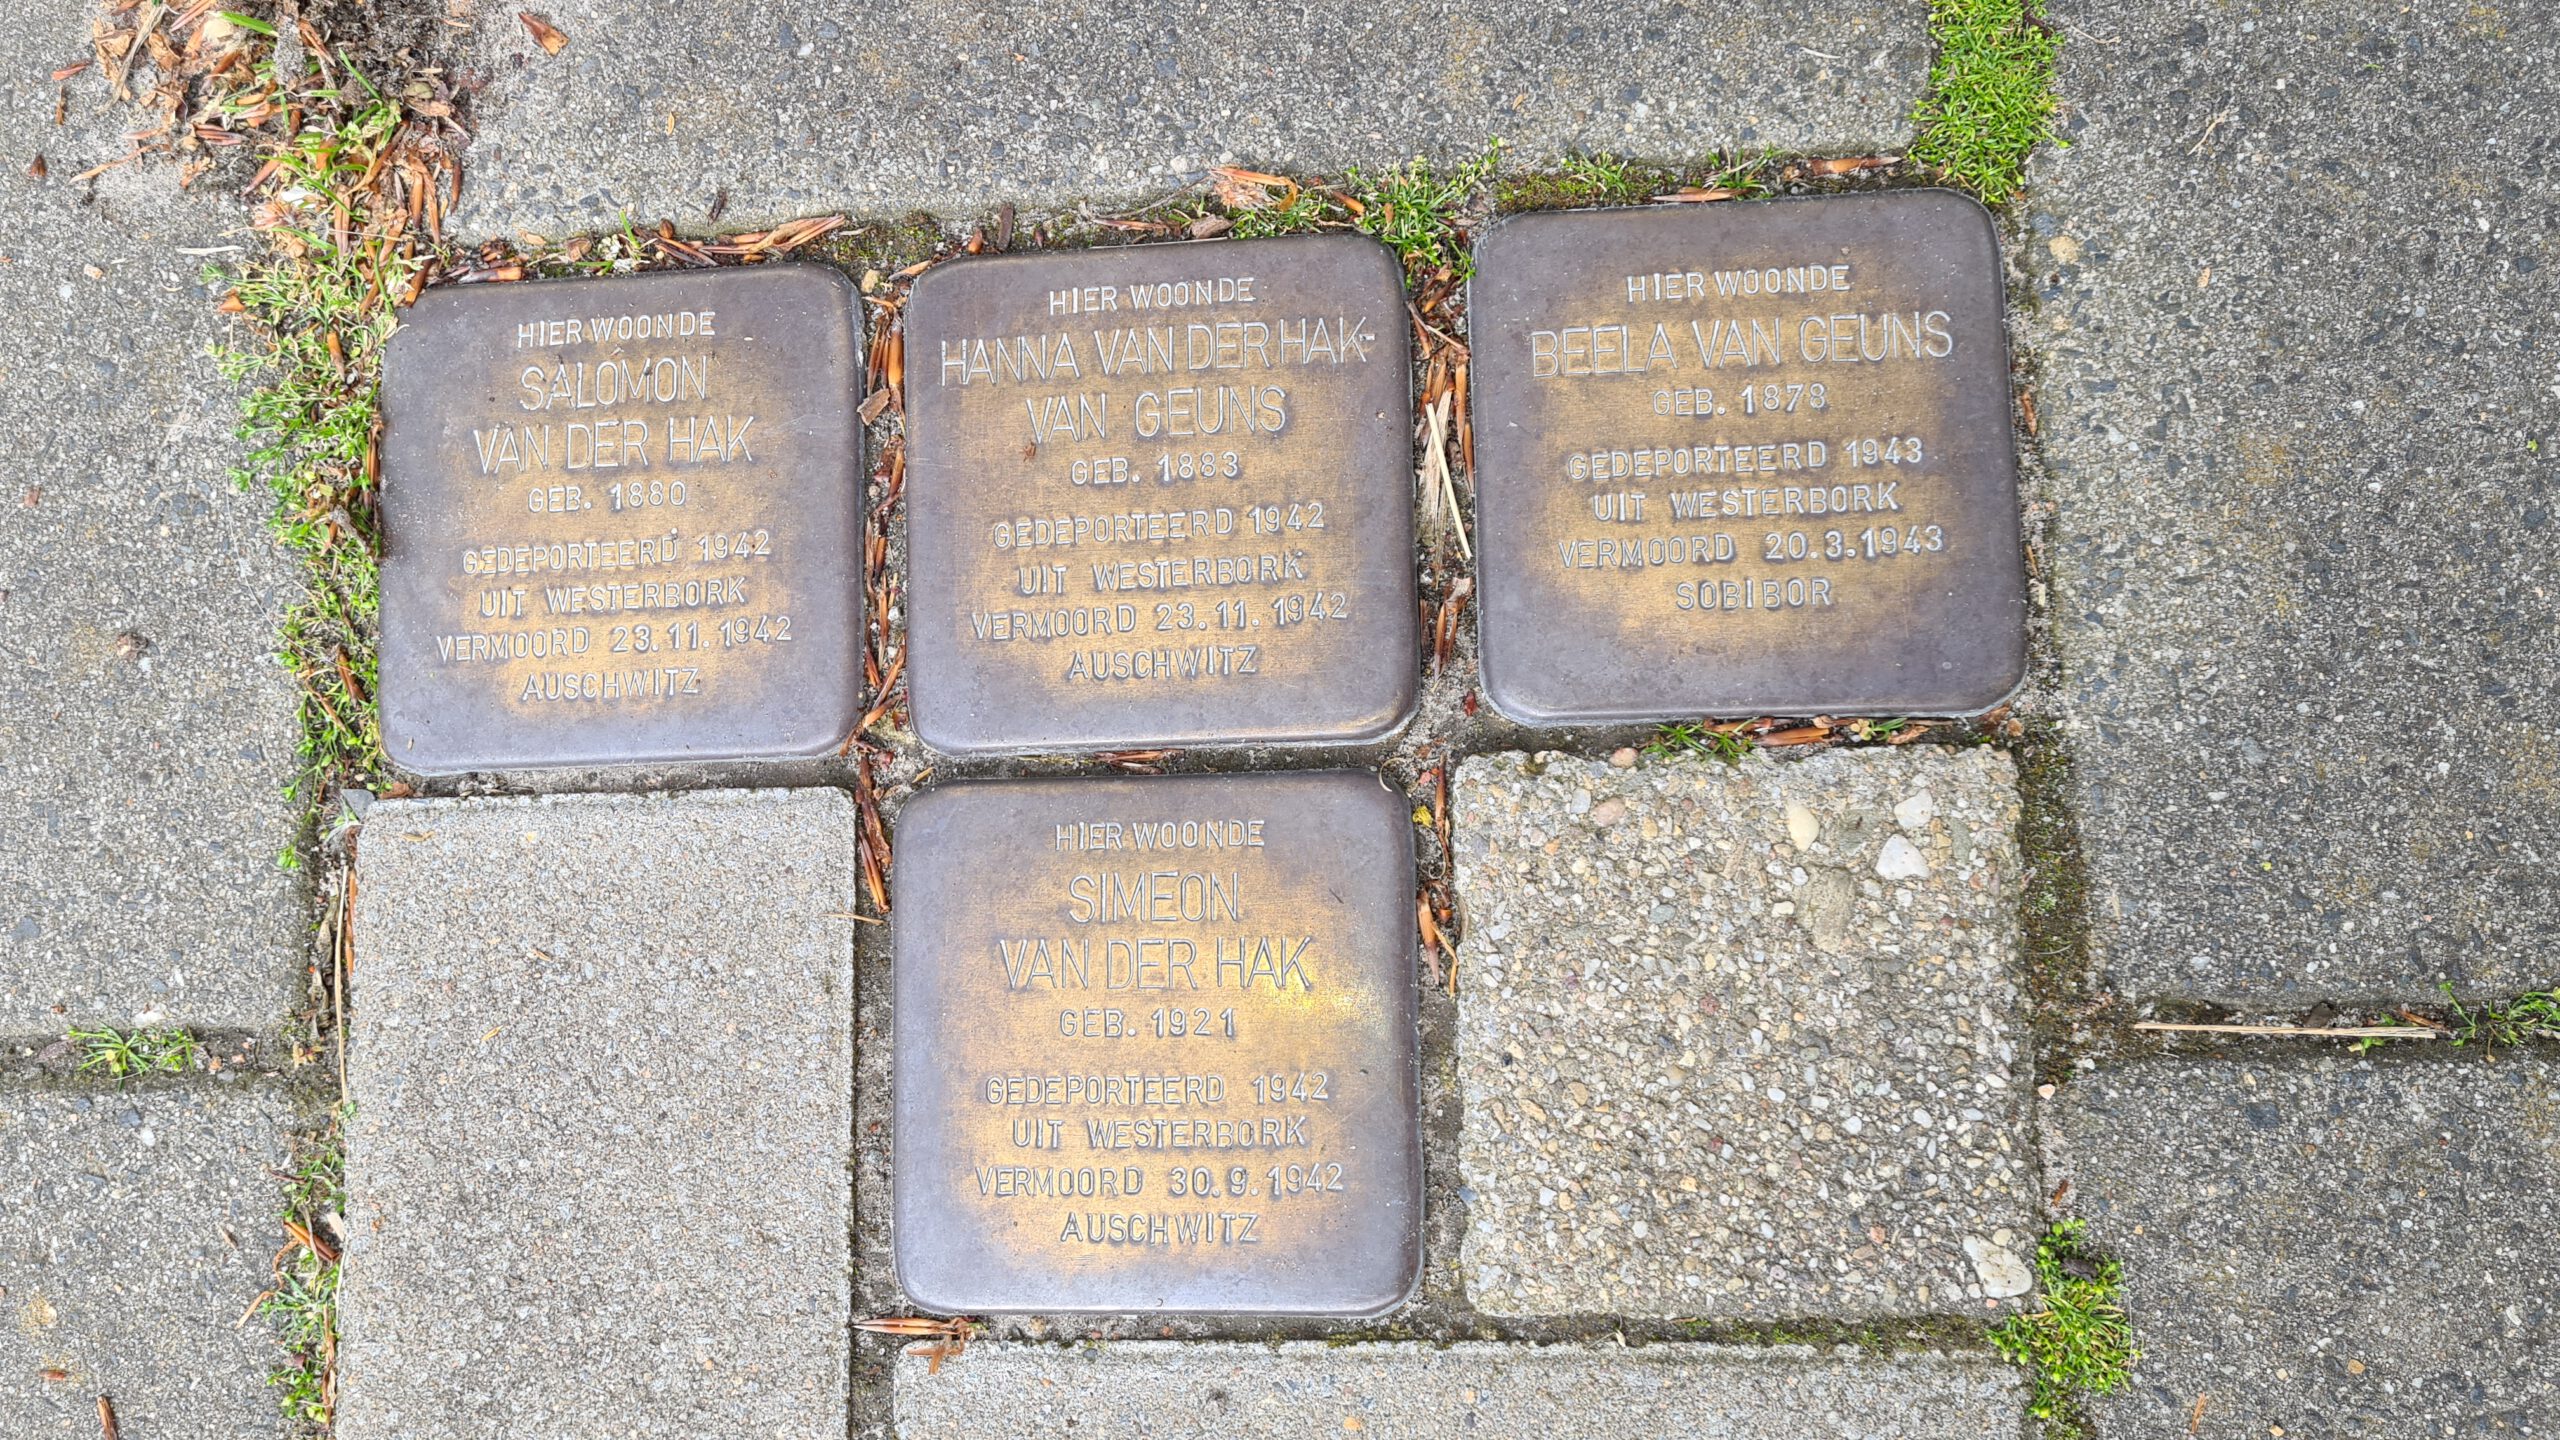 HIER WOONDE
SALOMON
VAN DER HAK
GEB. 1880
GEDEPORTEERD 1942
UIT WESTERBORK
VERMOORD 23.11.1942
AUSCHWITZ
HIER WOONDE
HANNA VAN DER HAK-
VAN GEUNS
GEB. 1883
GEDEPORTEERD 1942
UIT WESTERBORK
VERMOORD 23.11.1942
AUSCHWITZ
HIER WOONDE
BEELA VAN GEUNS
GEB. 1878
GEDEPORTEERD 1943
UIT WESTERBORK
VERMOORD 20.3.1943
SOBIBOR
HIER WOONDE
SIMEON
VAN DER HAK
GEB. 1921
GEDEPORTEERD 1942
UIT WESTERBORK
VERMOORD 30.9.1942
AUSCHWITZ